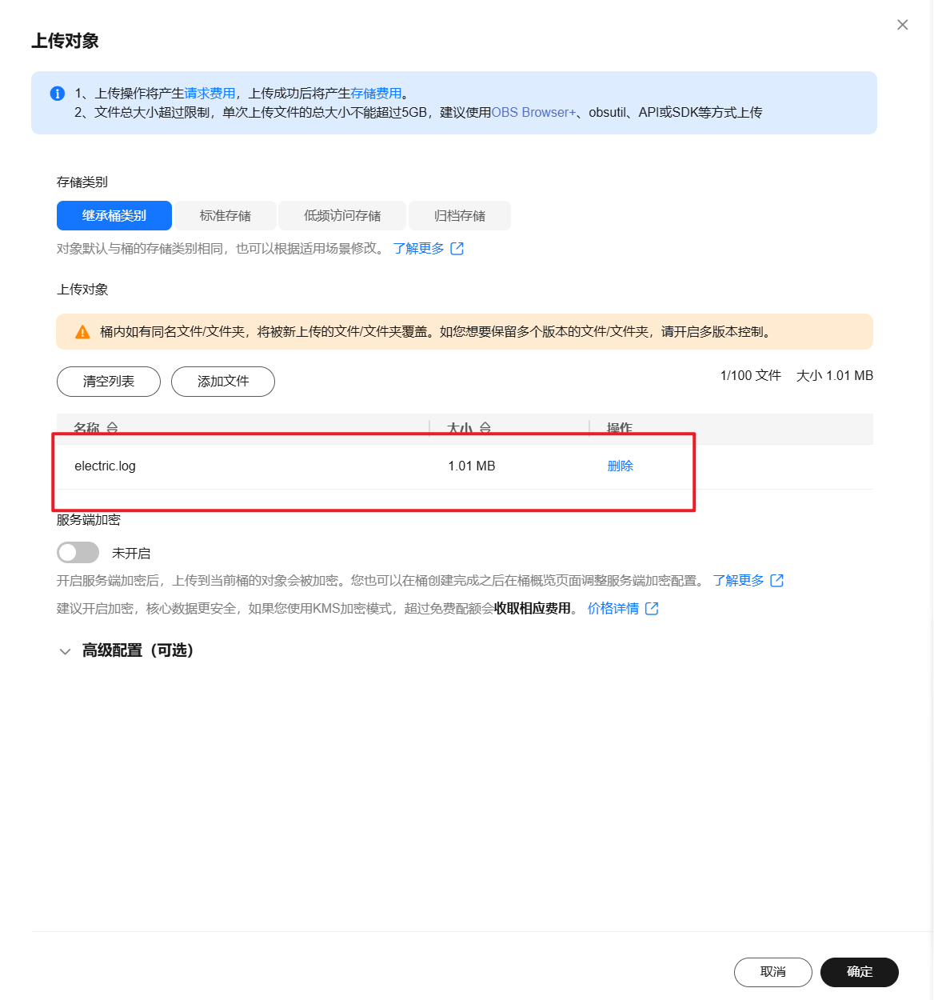 上传对象
1、上传操作将产生请求费用，上传成功后将产生存储费用。
2、文件总大小超过限制，单次上传文件的总大小不能超过5GB，建议使用OBS Browser+、obsutil、API或SDK等方式上传
存储类别
继承桶类别 标准存储 低频访问存储 归档存储
对象默认与桶的存储类别相同，也可以根据适用场景修改。 了解更多
上传对象
桶内如有同名文件/文件夹，将被新上传的文件/文件夹覆盖。如您想要保留多个版本的文件/文件夹，请开启多版本控制。
清空列表 添加文件 1/100 文件 大小 1.01 MB
名称 大小 操作
electric.log 1.01 MB 删除
服务端加密
未开启
开启服务端加密后，上传到当前桶的对象会被加密。您也可以在桶创建完成之后在桶概览页面调整服务端加密配置。 了解更多
建议开启加密，核心数据更安全，如果您使用KMS加密模式，超过免费配额会收取相应费用。 价格详情
高级配置（可选）
取消 确定